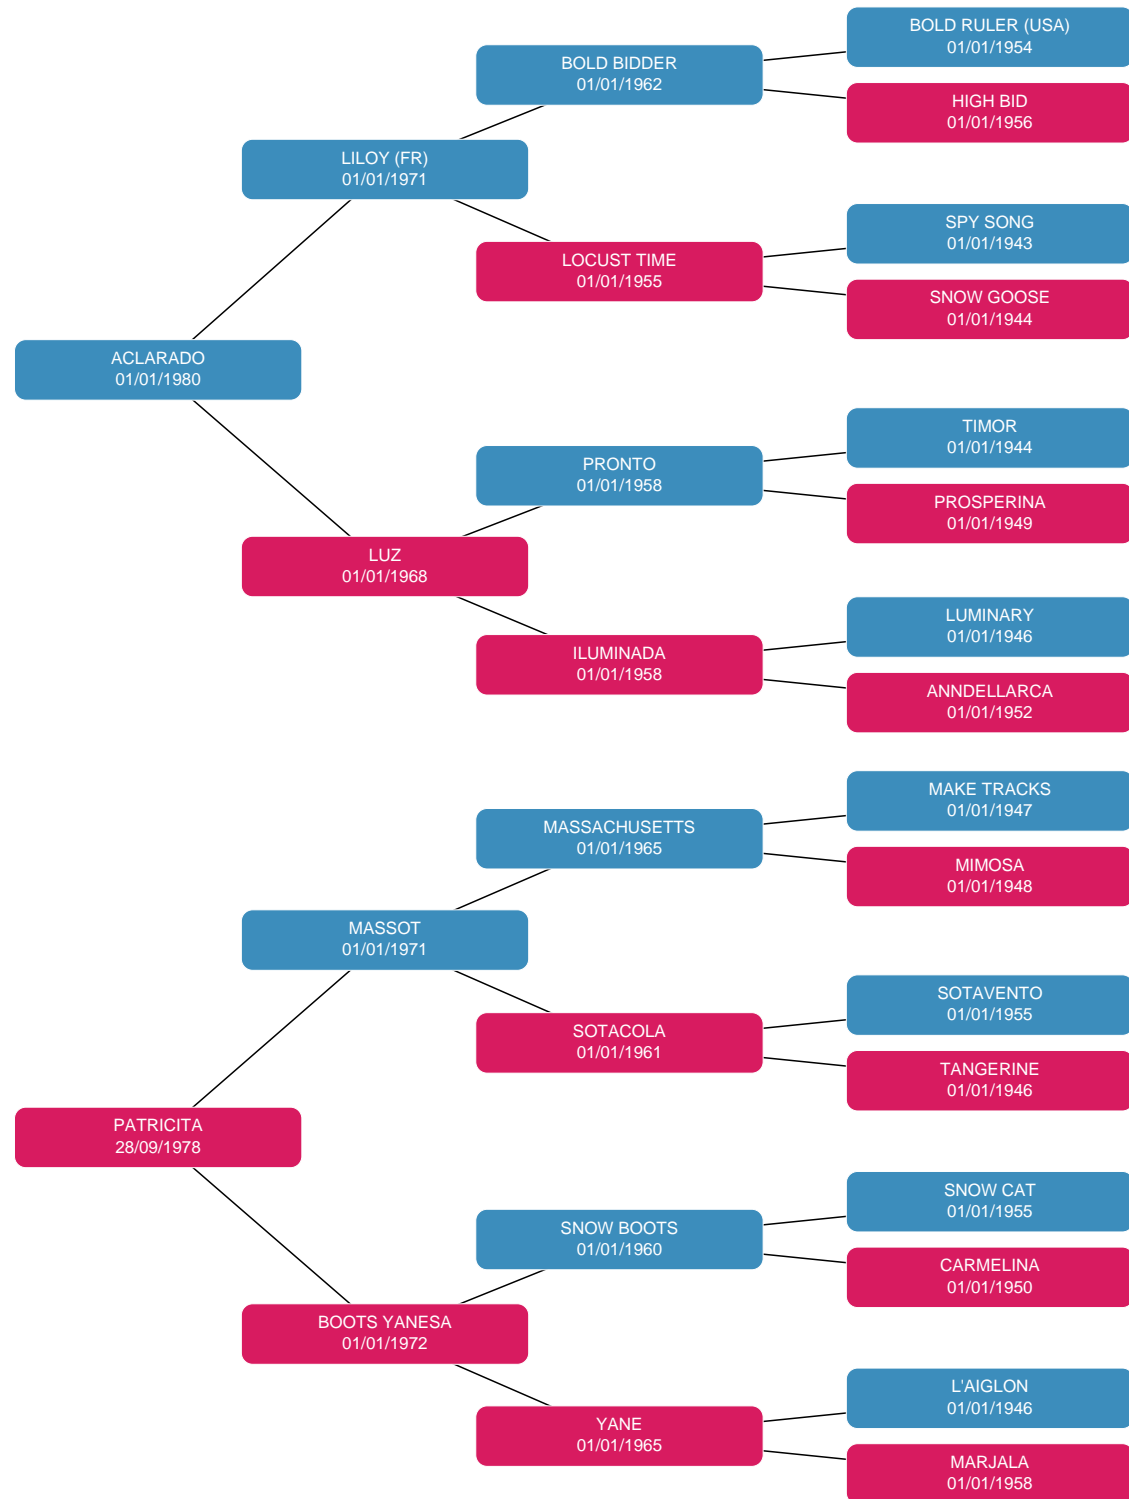 BOLD RULER (USA)
01/01/1954
BOLD BIDDER
01/01/1962
HIGH BID
01/01/1956
LILOY (FR)
01/01/1971
SPY SONG
01/01/1943
LOCUST TIME
01/01/1955
SNOW GOOSE
01/01/1944
ACLARADO
01/01/1980
TIMOR
01/01/1944
PRONTO
01/01/1958
PROSPERINA
01/01/1949
LUZ
01/01/1968
LUMINARY
01/01/1946
ILUMINADA
01/01/1958
ANNDELLARCA
01/01/1952
MAKE TRACKS
01/01/1947
MASSACHUSETTS
01/01/1965
MIMOSA
01/01/1948
MASSOT
01/01/1971
SOTAVENTO
01/01/1955
SOTACOLA
01/01/1961
TANGERINE
01/01/1946
PATRICITA
28/09/1978
SNOW CAT
01/01/1955
SNOW BOOTS
01/01/1960
CARMELINA
01/01/1950
BOOTS YANESA
01/01/1972
L'AIGLON
01/01/1946
YANE
01/01/1965
MARJALA
01/01/1958